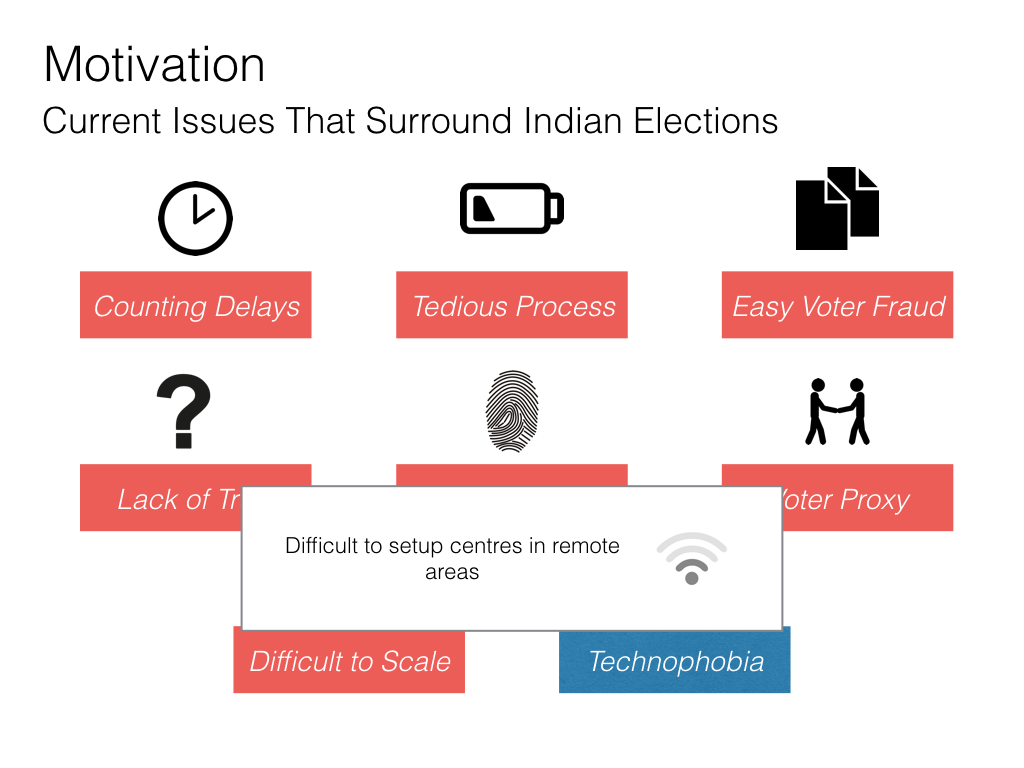 Motivation
Current Issues That Surround Indian Elections
Counting Delays
Tedious Process
Easy Voter Fraud
?
Lack of Tr
oter Proxy
Difficult to setup centres in remote
areas
Difficult to Scale
Technophobia